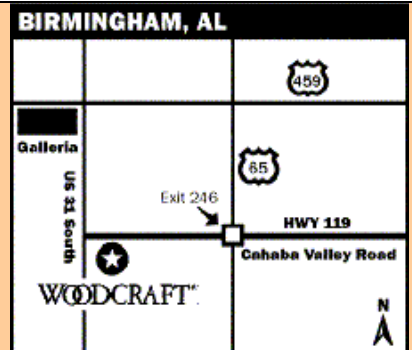 BIRMINGHAM, AL
459
Galleria
65
US 31 South
Exit 246
HWY 119
Cahaba Valley Road
WOODCRAFT
N